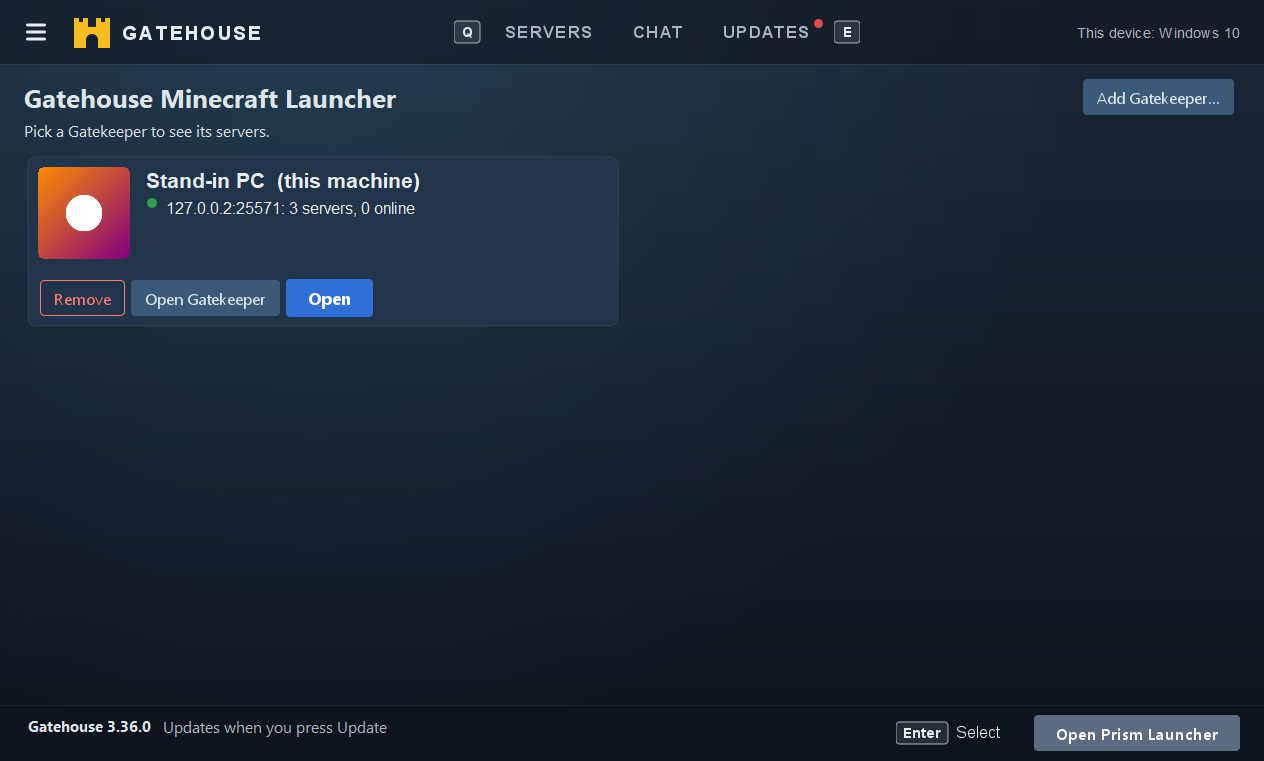 GATEHOUSE
Q SERVERS CHAT UPDATES E
This device: Windows 10
Gatehouse Minecraft Launcher
Add Gatekeeper...
Pick a Gatekeeper to see its servers.
Stand-in PC (this machine)
127.0.0.2:25571: 3 servers, 0 online
Remove Open Gatekeeper Open
Gatehouse 3.36.0 Updates when you press Update
Enter Select
Open Prism Launcher